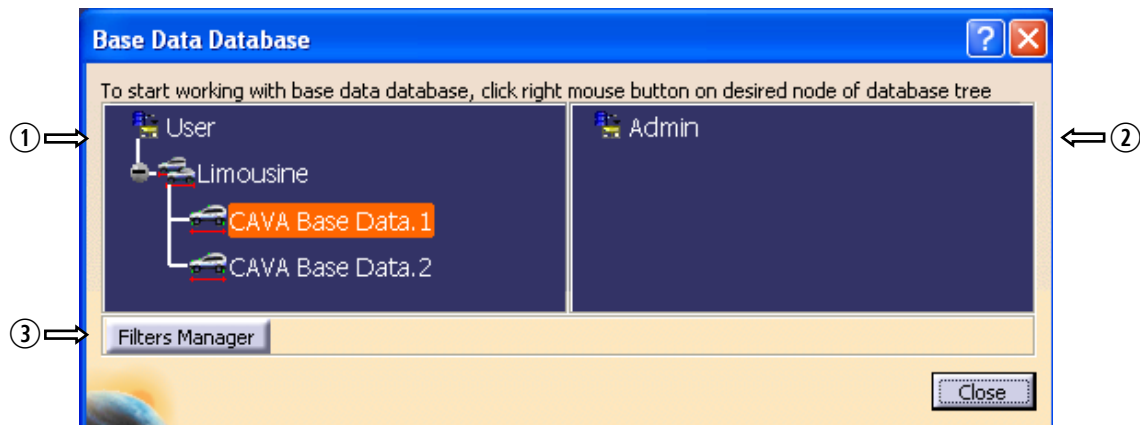 Base Data Database
To start working with base data database, click right mouse button on desired node of database tree
① User Admin ②
Limousine
CAVA Base Data.1
CAVA Base Data.2
③ Filters Manager
Close